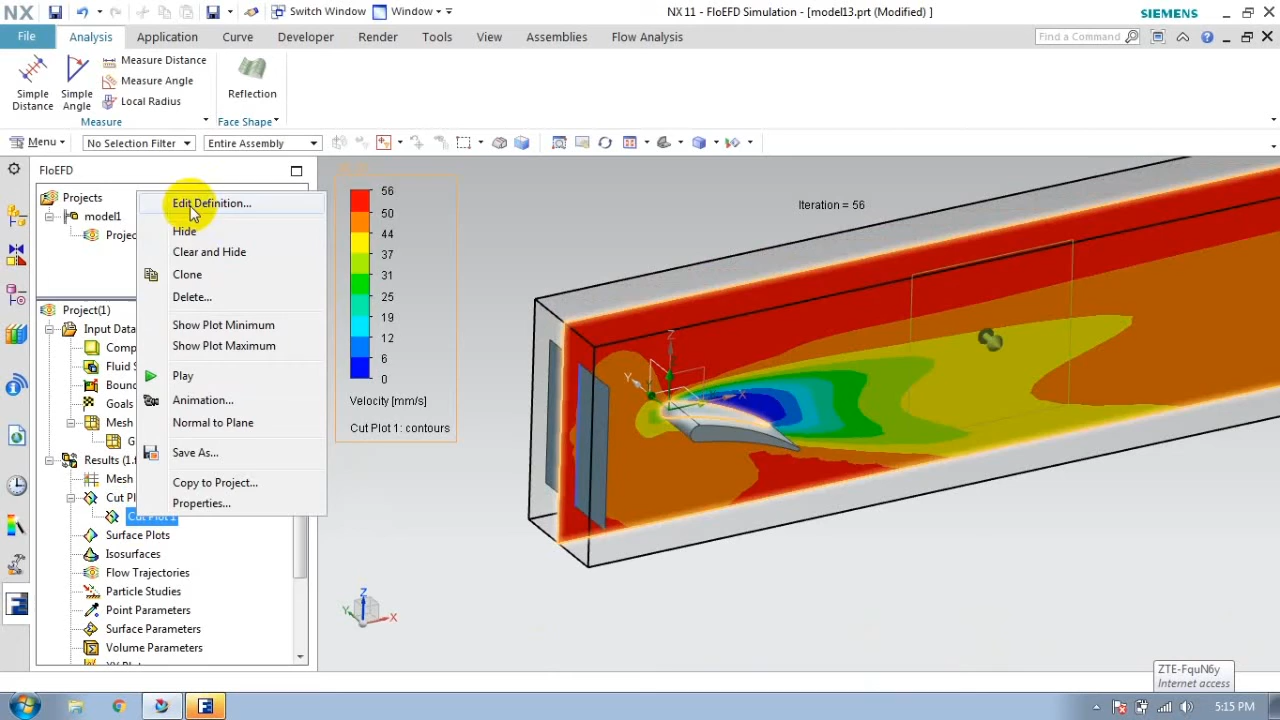 NX
Switch Window
Window
NX 11 - FloEFD Simulation - [model13.prt (Modified) ]
SIEMENS
File
Analysis
Application
Curve
Developer
Render
Tools
View
Assemblies
Flow Analysis
Find a Command
Simple Distance
Simple Angle
Measure Distance
Measure Angle
Local Radius
Reflection
Measure
Face Shape
Menu
No Selection Filter
Entire Assembly
FloEFD
Projects
model1
Projec
Edit Definition...
Hide
Clear and Hide
Clone
Delete...
Show Plot Minimum
Show Plot Maximum
Play
Animation...
Normal to Plane
Save As...
Copy to Project...
Properties...
Project(1)
Input Data
Comp
Fluid S
Bound
Goals
Mesh
G
Results (1.f
Mesh
Cut Pl
Cut Plot 1
Surface Plots
Isosurfaces
Flow Trajectories
Particle Studies
Point Parameters
Surface Parameters
Volume Parameters
56
50
44
37
31
25
19
12
6
0
Velocity [mm/s]
Cut Plot 1: contours
Iteration = 56
Z
Y
X
Z
Y
X
ZTE-FquN6y
Internet access
5:15 PM